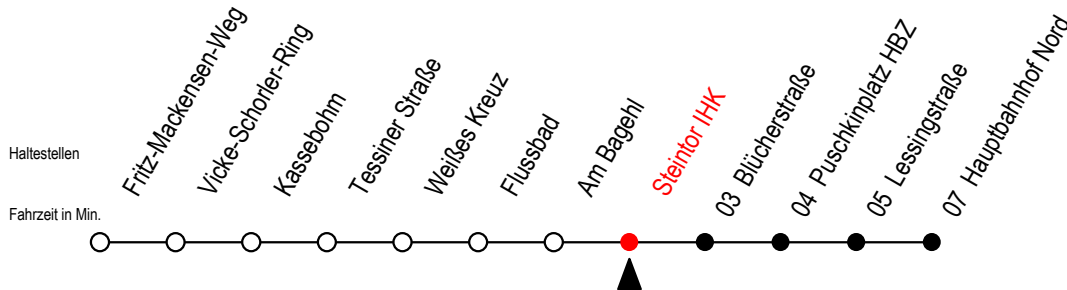 Haltestellen
Fahrzeit in Min.
Fritz-Mackensen-Weg
Vicke-Schorler-Ring
Kassebohm
Tessiner Straße
Weißes Kreuz
Flussbad
Am Bagehl
Steintor IHK
03 Blücherstraße
04 Puschkinplatz HBZ
05 Lessingstraße
07 Hauptbahnhof Nord